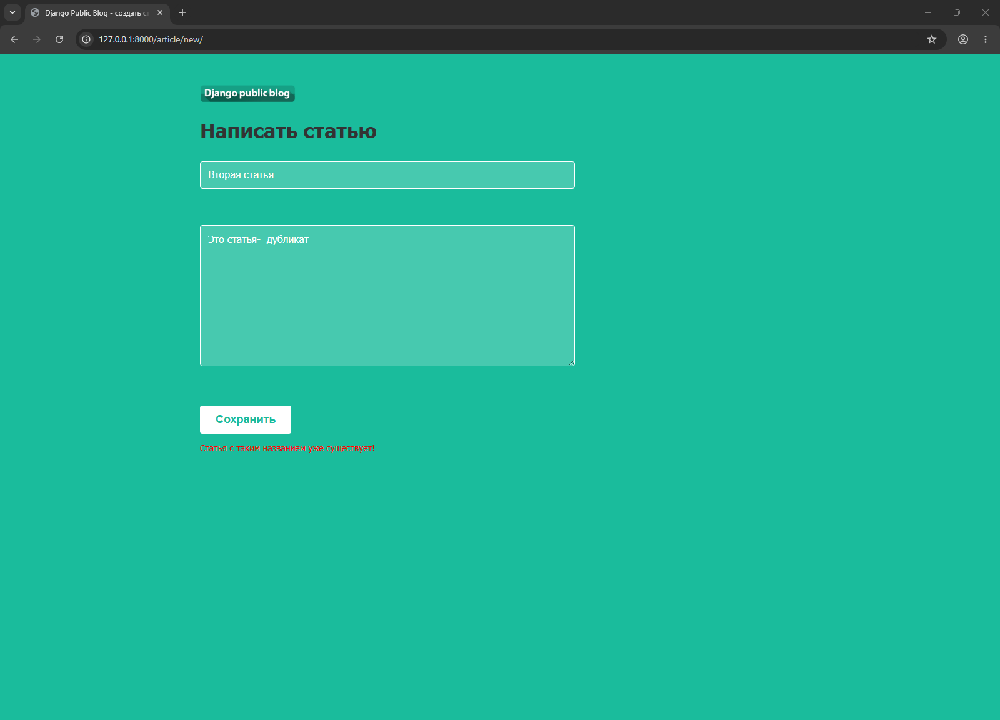 Django Public Blog - создать
127.0.0.1:8000/article/new/
Django public blog
Написать статью
Вторая статья
Это статья-  дубликат
Сохранить
Статья с таким названием уже существует!